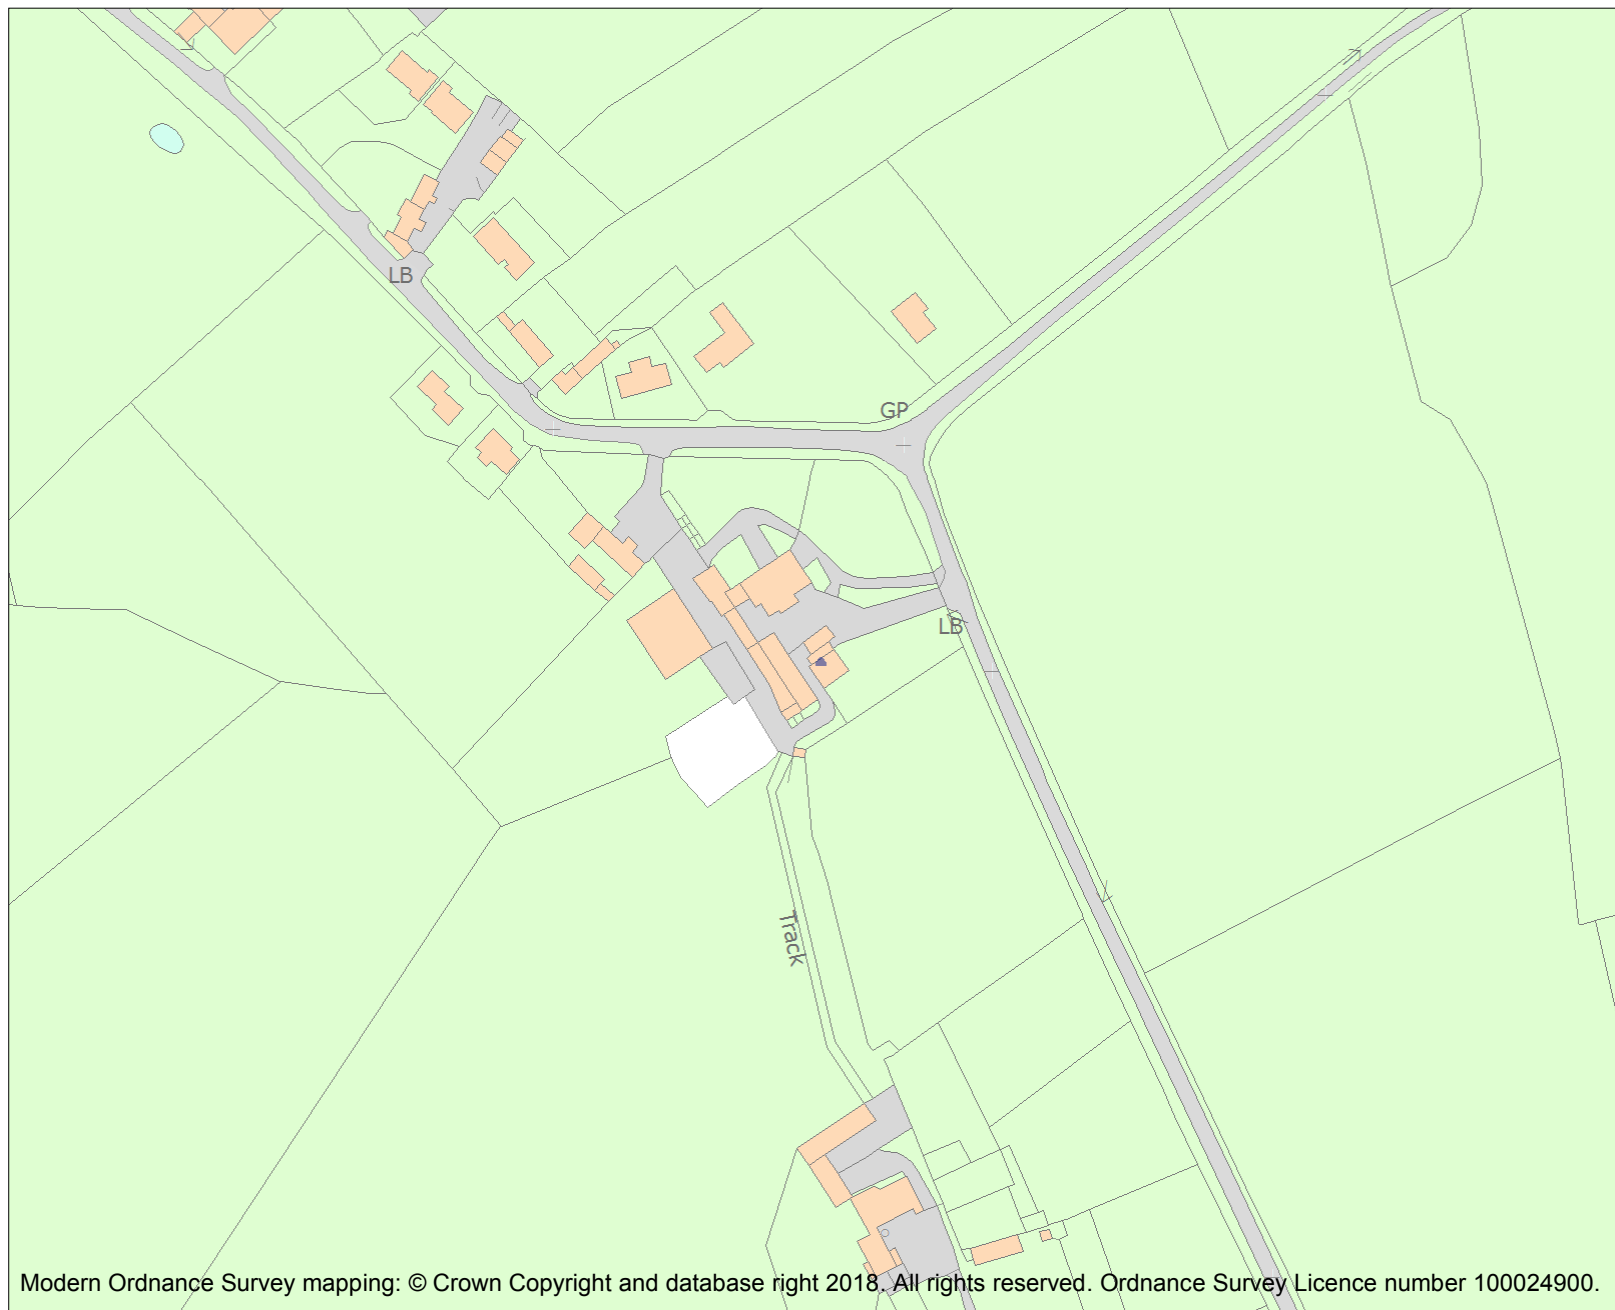 LB
GP
LB
Track
Modern Ordnance Survey mapping: © Crown Copyright and database right 2018. All rights reserved. Ordnance Survey Licence number 100024900.